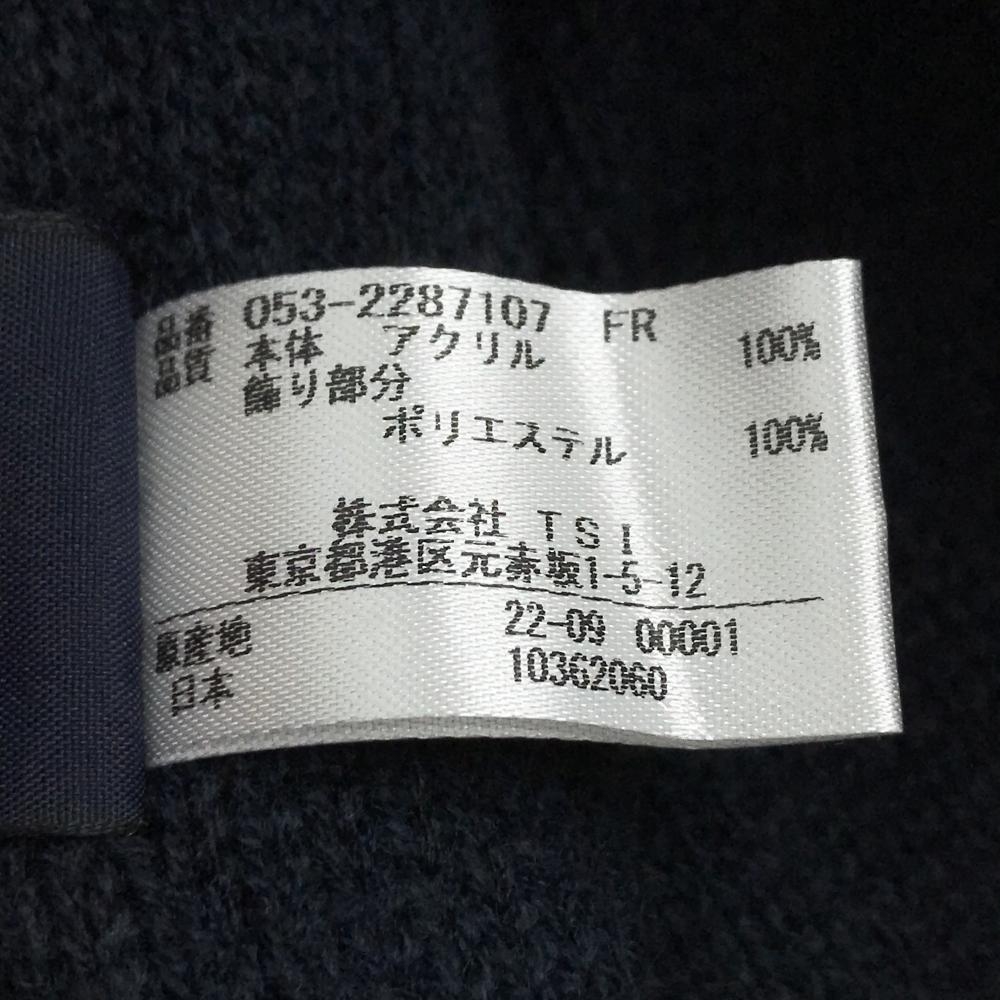 品番 053-2287107 FR
品質 本体 アクリル 100%
飾り部分
ポリエステル 100%
株式会社 TSI
東京都港区元赤坂1-5-12
原産地 22-09 00001
日本 10362060